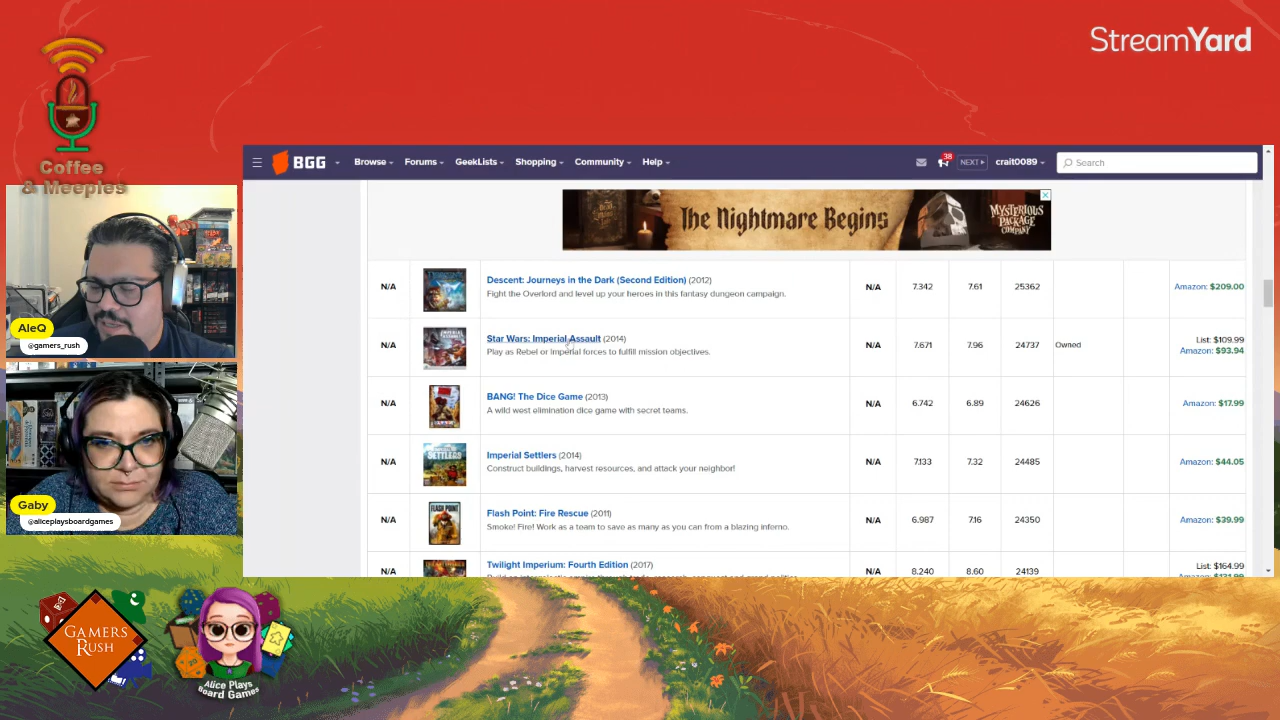 StreamYard
Coffee
& Meeples
BGG
Browse
Forums
GeekLists
Shopping
Community
Help
38
NEXT
crait0089
Search
The Nightmare Begins
MYSTERIOUS
PACKAGE
COMPANY
N/A
Descent: Journeys in the Dark (Second Edition) (2012)
Fight the Overlord and level up your heroes in this fantasy dungeon campaign.
N/A 7.342 7.61 25362
Amazon: $209.00
N/A
Star Wars: Imperial Assault (2014)
Play as Rebel or Imperial forces to fulfill mission objectives.
N/A 7.671 7.96 24737 Owned
List: $109.99
Amazon: $93.94
N/A
BANG! The Dice Game (2013)
A wild west elimination dice game with secret teams.
N/A 6.742 6.89 24626
Amazon: $17.99
N/A
Imperial Settlers (2014)
Construct buildings, harvest resources, and attack your neighbor!
N/A 7.133 7.32 24485
Amazon: $44.05
N/A
Flash Point: Fire Rescue (2011)
Smoke! Fire! Work as a team to save as many as you can from a blazing inferno.
N/A 6.987 7.16 24350
Amazon: $39.99
N/A
Twilight Imperium: Fourth Edition (2017)
N/A 8.240 8.60 24139
List: $164.99
AleQ
@gamers_rush
Gaby
@aliceplaysboardgames
GAMERS
RUSH
Alice Plays
Board Games